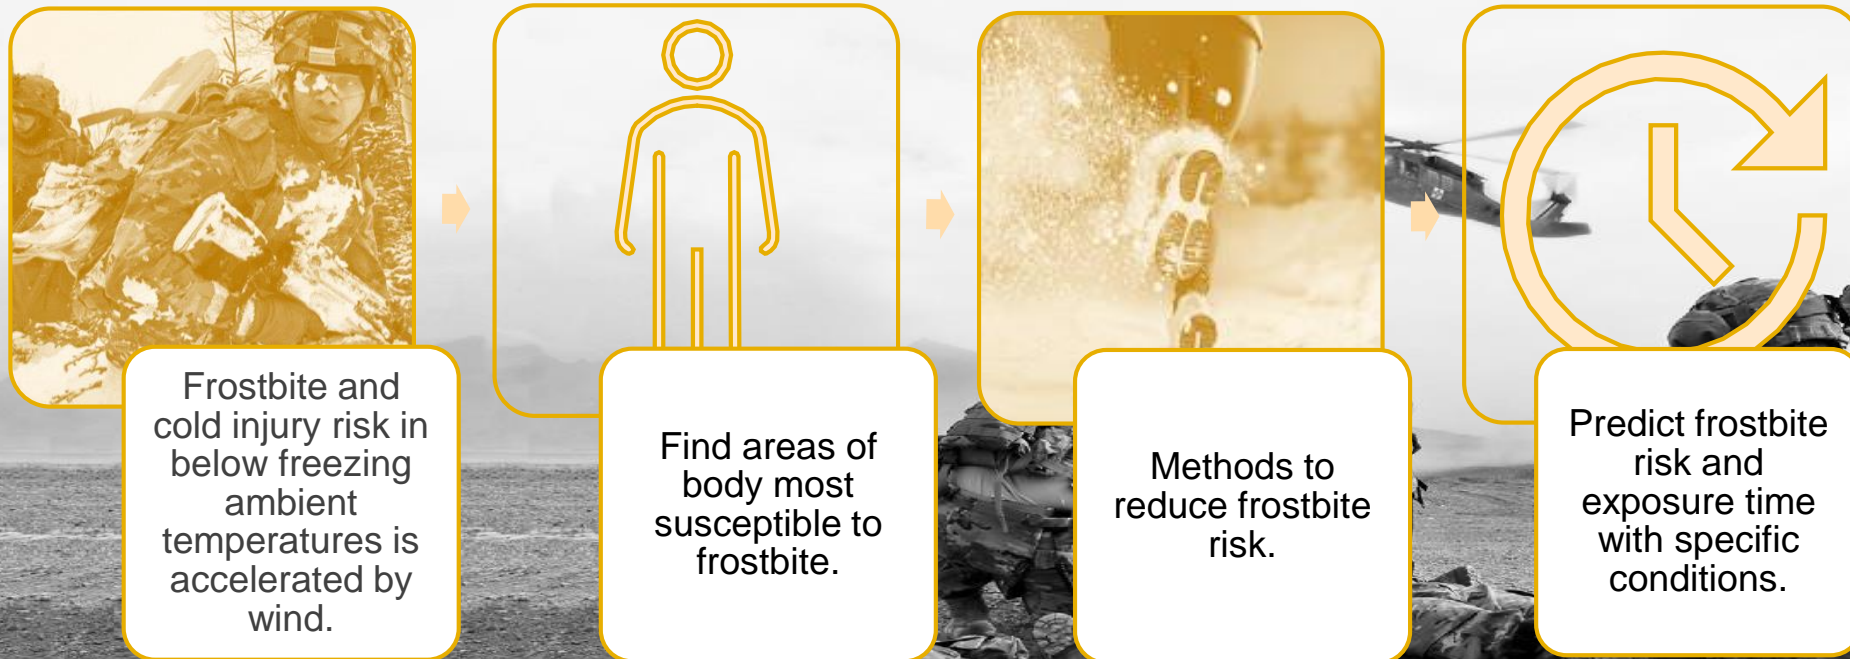 Frostbite and
cold injury risk in
below freezing
ambient
temperatures is
accelerated by
wind.
Find areas of
body most
susceptible to
frostbite.
Methods to
reduce frostbite
risk.
Predict frostbite
risk and
exposure time
with specific
conditions.